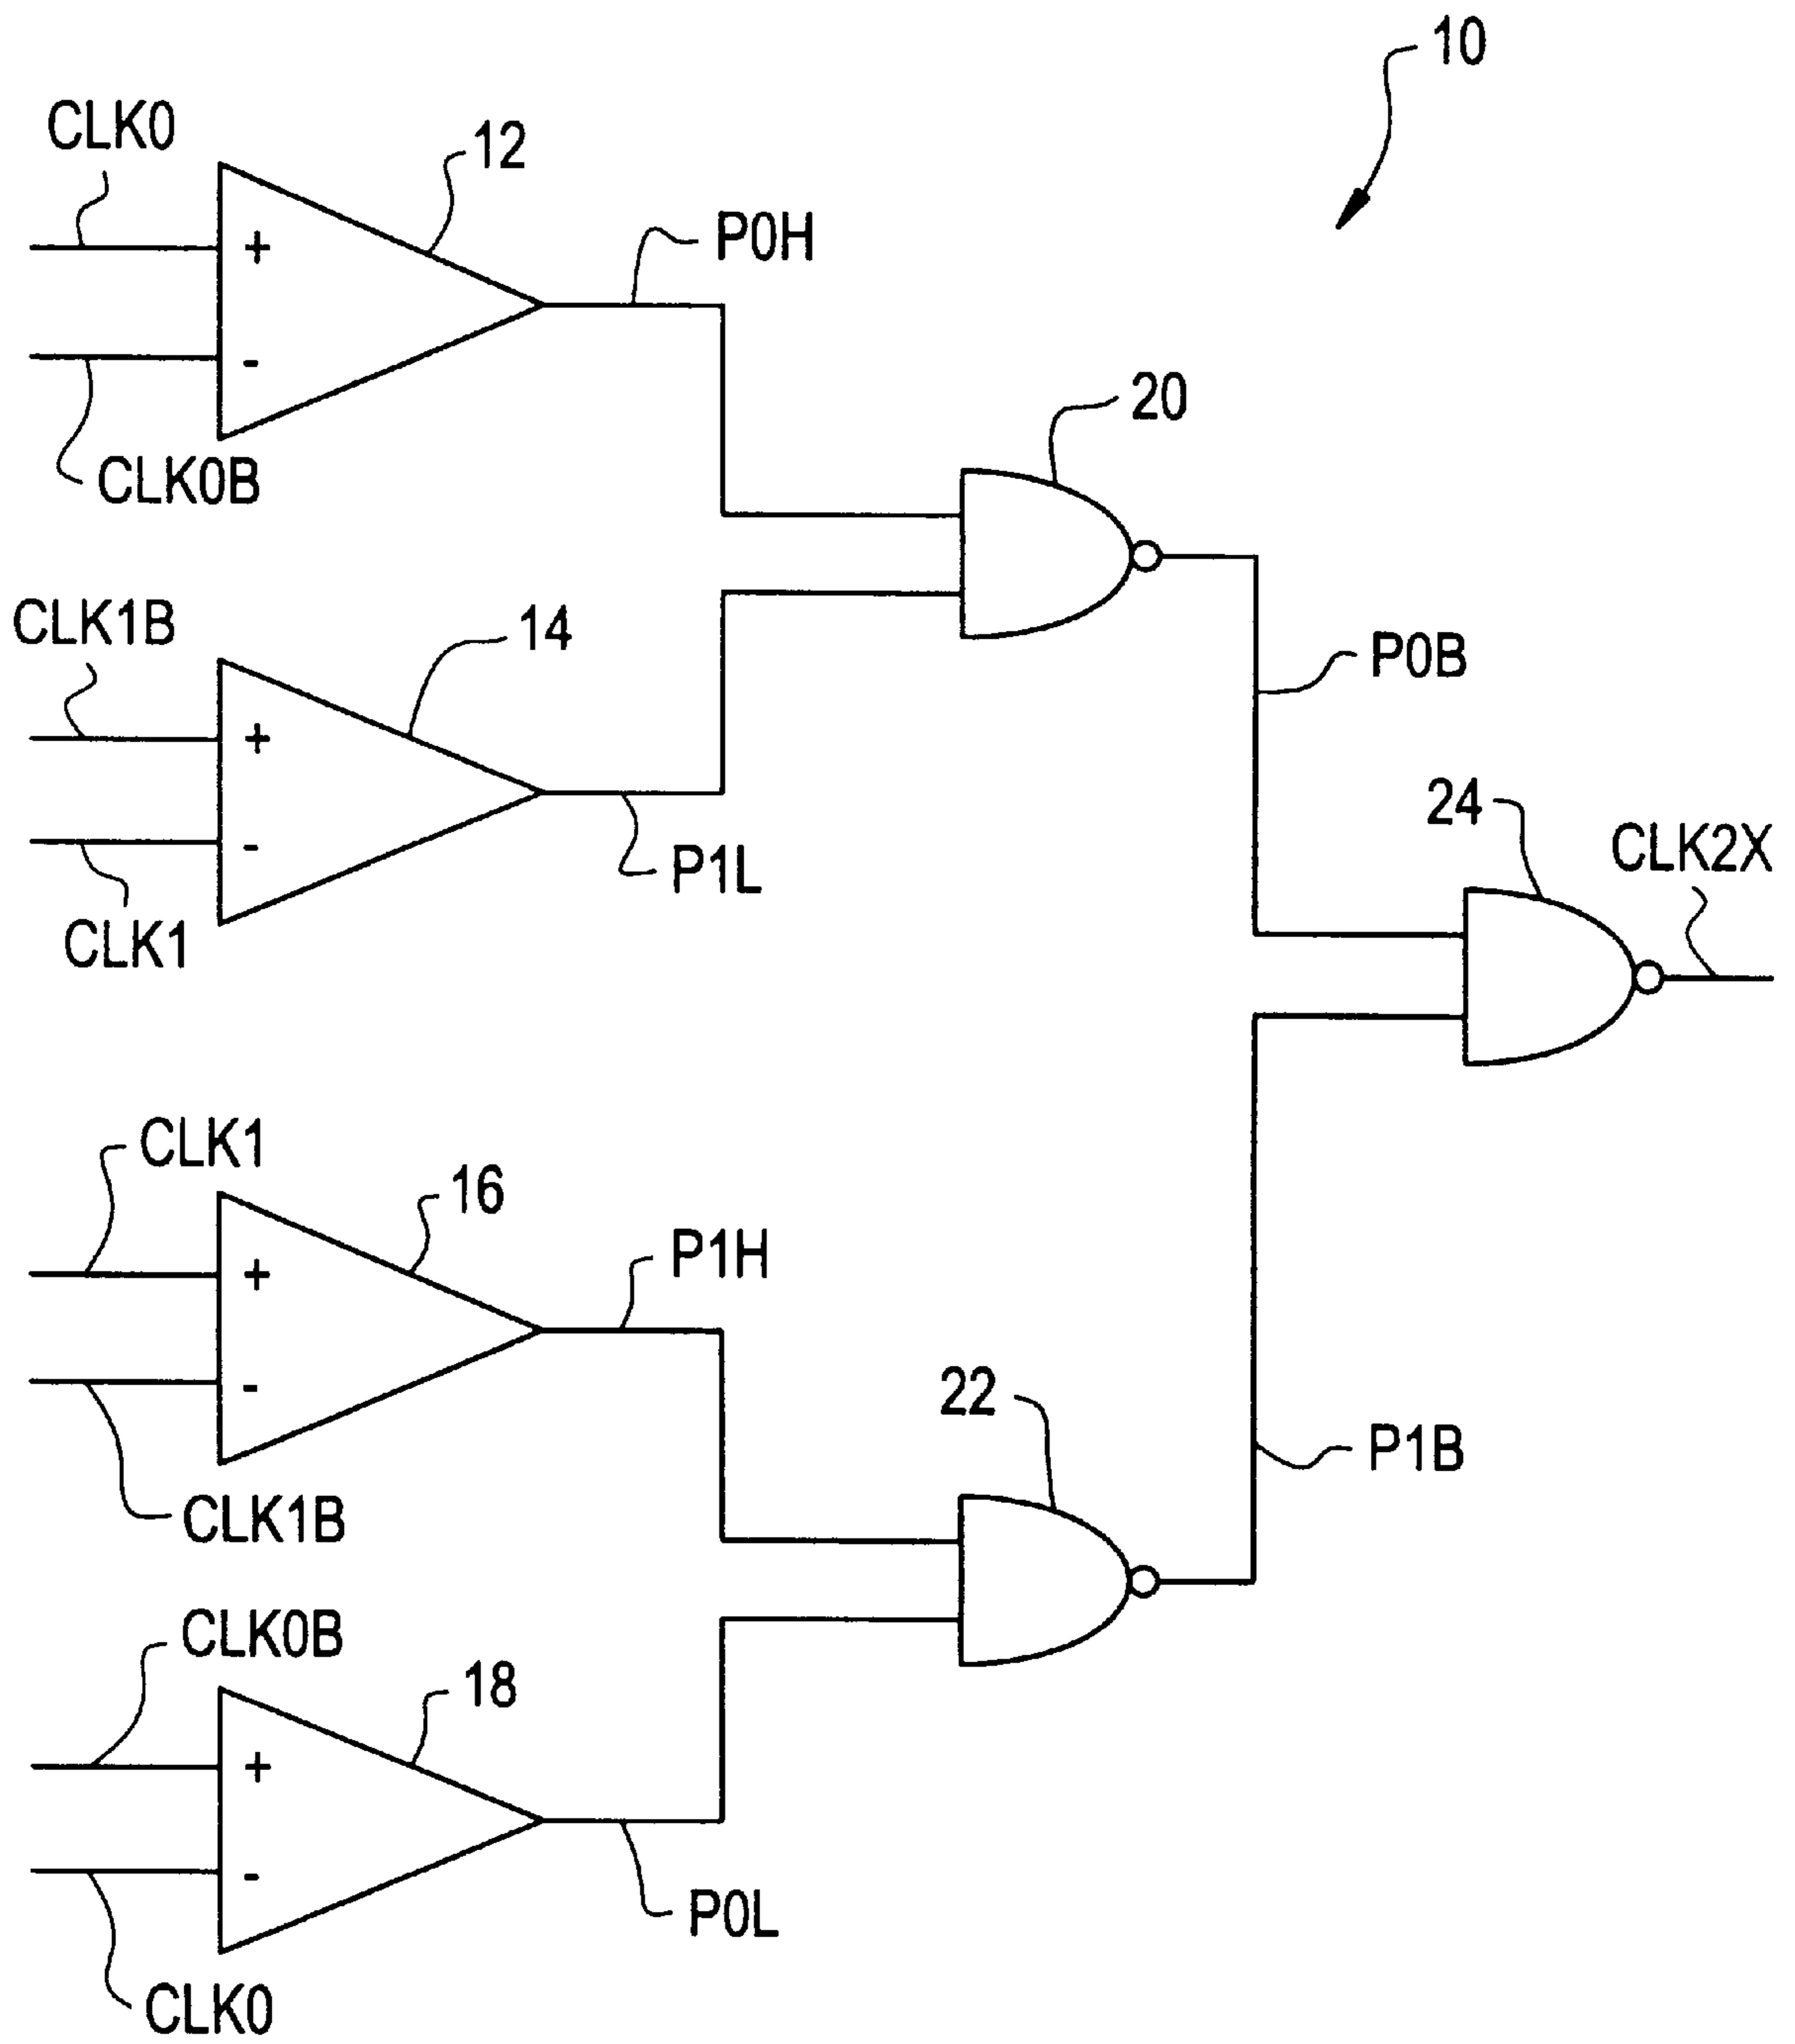 10
CLK0
12
+
P0H
-
CLK0B
20
CLK1B
14
+
P0B
-
P1L
CLK1
24
CLK2X
CLK1
16
+
P1H
-
22
CLK1B
P1B
CLK0B
18
+
-
P0L
CLK0